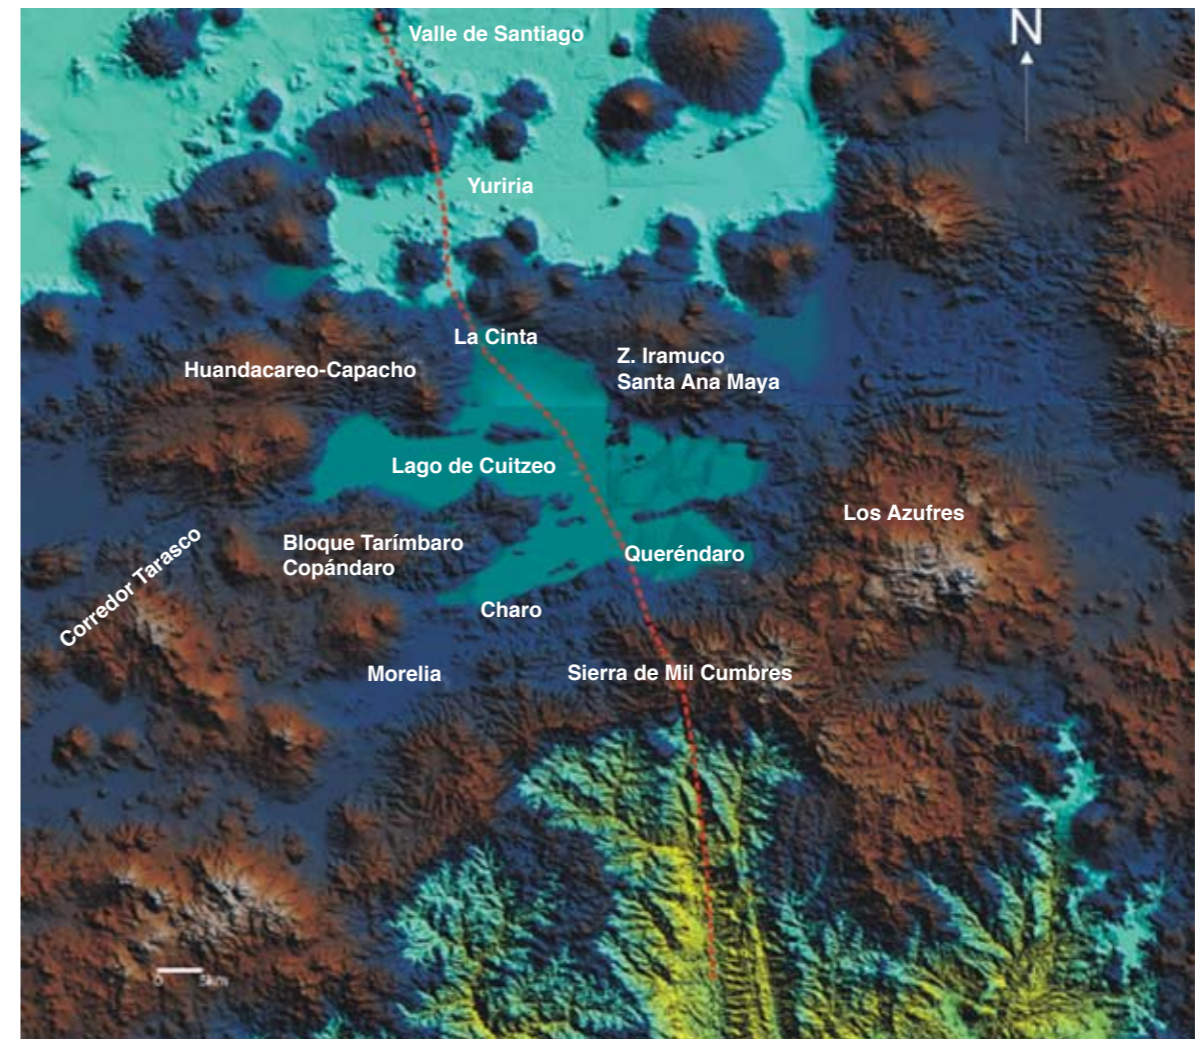 N
Valle de Santiago
Yuriria
La Cinta
Z. Iramuco
Santa Ana Maya
Huandacareo-Capacho
Lago de Cuitzeo
Los Azufres
Bloque Tarímbaro
Copándaro
Queréndaro
Corredor Tarasco
Charo
Morelia
Sierra de Mil Cumbres
0 5km